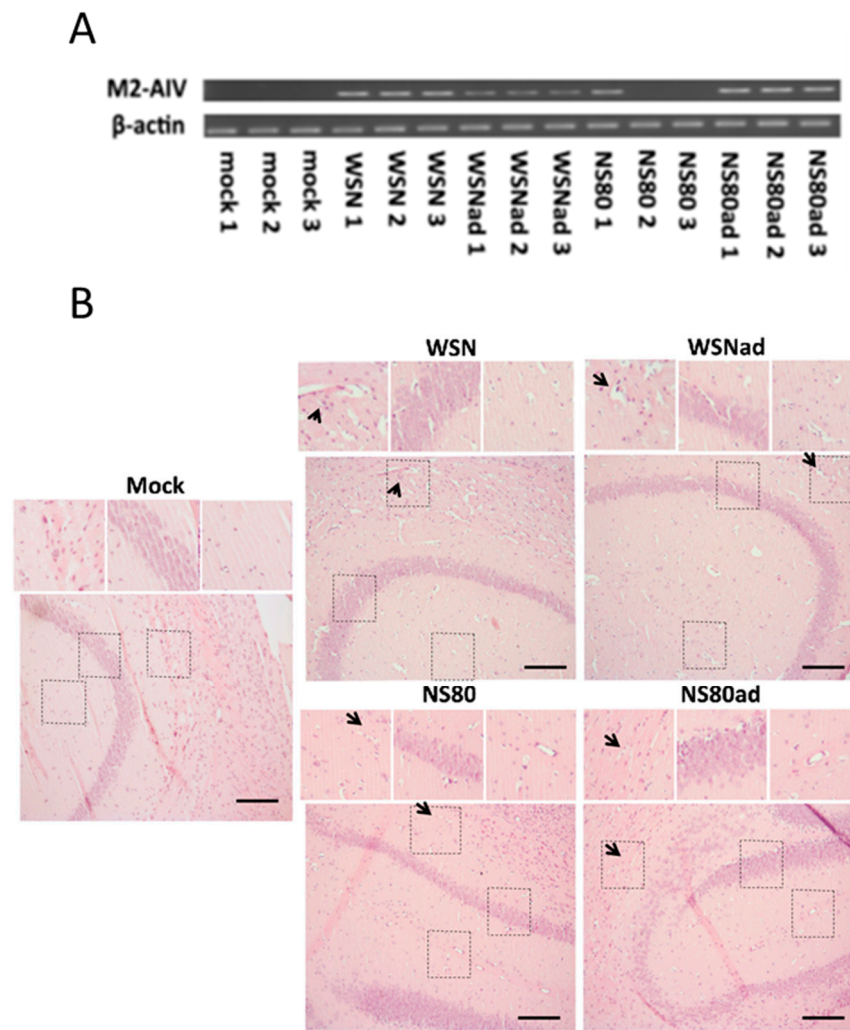 A
M2-AIV
β-actin
mock 1
mock 2
mock 3
WSN 1
WSN 2
WSN 3
WSNad 1
WSNad 2
WSNad 3
NS80 1
NS80 2
NS80 3
NS80ad 1
NS80ad 2
NS80ad 3
B
WSN
WSNad
Mock
NS80
NS80ad